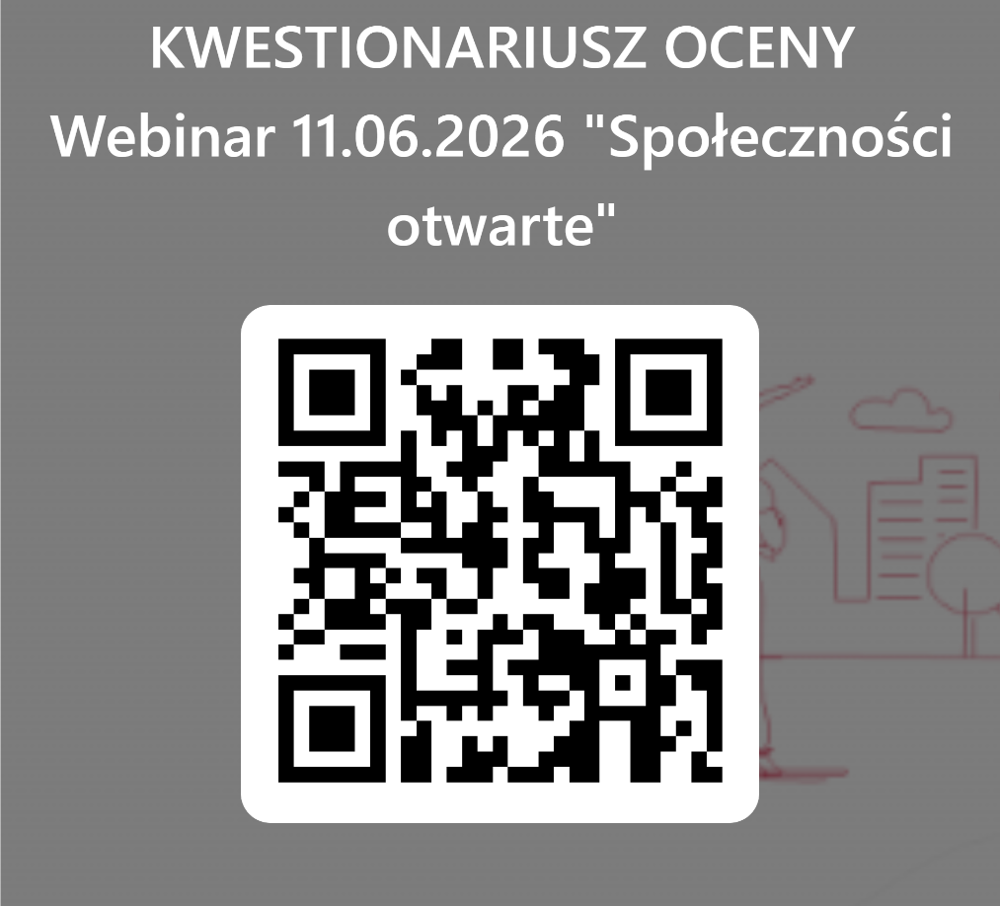 KWESTIONARIUSZ OCENY
Webinar 11.06.2026 "Społeczności
otwarte"